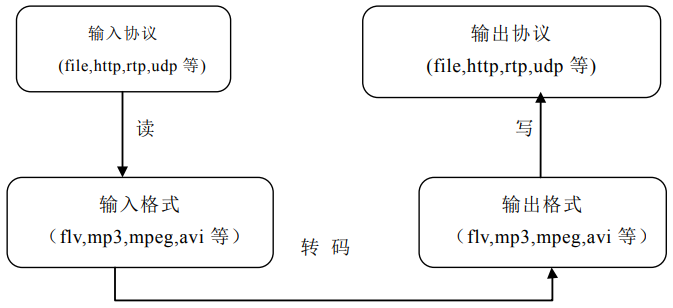 输入协议
(file,http,rtp,udp 等)
输出协议
(file,http,rtp,udp 等)
读
写
输入格式
（flv,mp3,mpeg,avi 等）
输出格式
（flv,mp3,mpeg,avi 等）
转 码